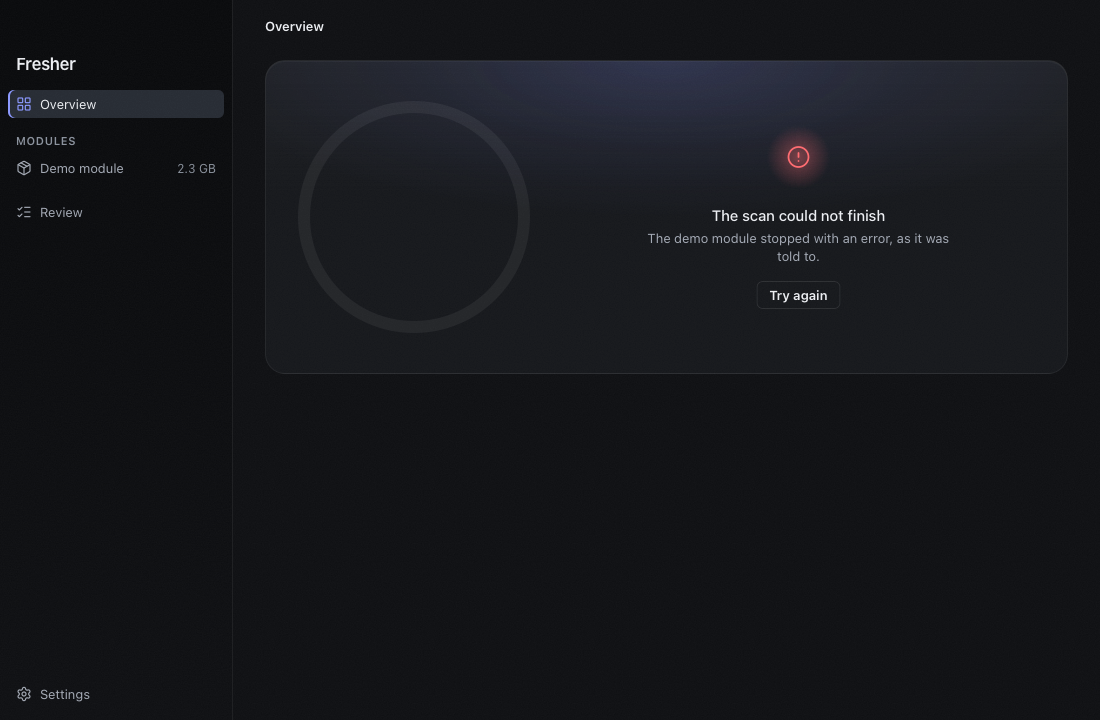 Overview
Fresher
Overview
MODULES
Demo module 2.3 GB
Review
The scan could not finish
The demo module stopped with an error, as it was
told to.
Try again
Settings